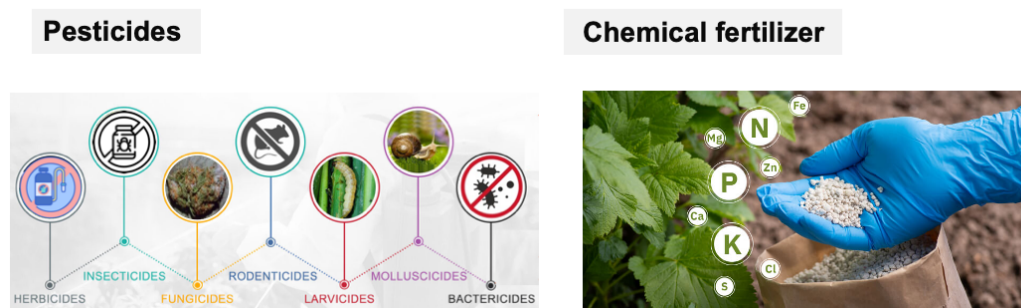 Pesticides
Chemical fertilizer
INSECTICIDES
RODENTICIDES
MOLLUSCICIDES
HERBICIDES
FUNGICIDES
LARVICIDES
BACTERICIDES
Fe
N
Mg
Zn
P
Ca
K
Cl
S